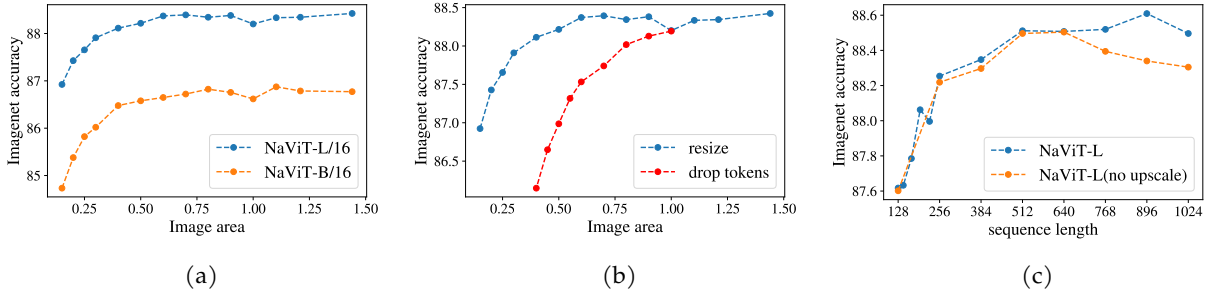 Imagenet accuracy
88
87
86
85
NaViT-L/16
NaViT-B/16
0.25 0.50 0.75 1.00 1.25 1.50
Image area
(a)
Imagenet accuracy
88.5
88.0
87.5
87.0
86.5
resize
drop tokens
0.25 0.50 0.75 1.00 1.25 1.50
Image area
(b)
Imagenet accuracy
88.6
88.4
88.2
88.0
87.8
87.6
NaViT-L
NaViT-L(no upscale)
128 256 384 512 640 768 896 1024
sequence length
(c)